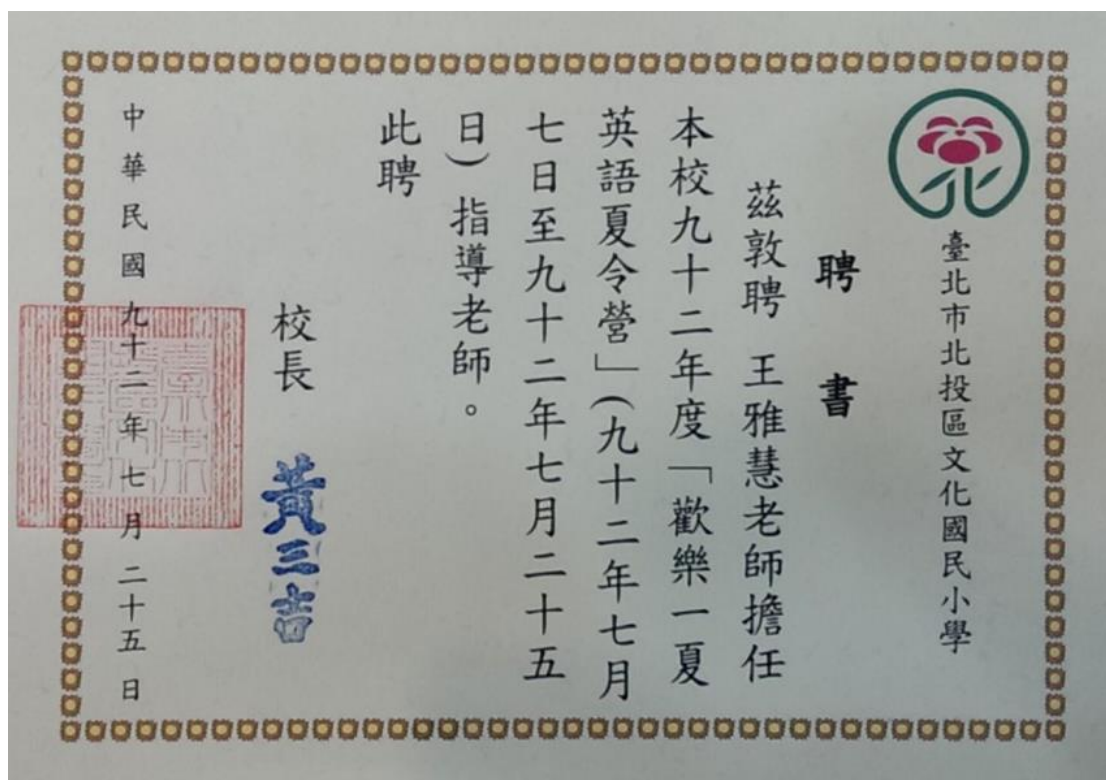 臺北市北投區文化國民小學
聘書
茲敦聘 王雅慧老師擔任
本校九十二年度「歡樂一夏
英語夏令營」(九十二年七月
七日至九十二年七月二十五
日)指導老師。
此聘
校長 黃三吉
中華民國九十二年七月二十五日